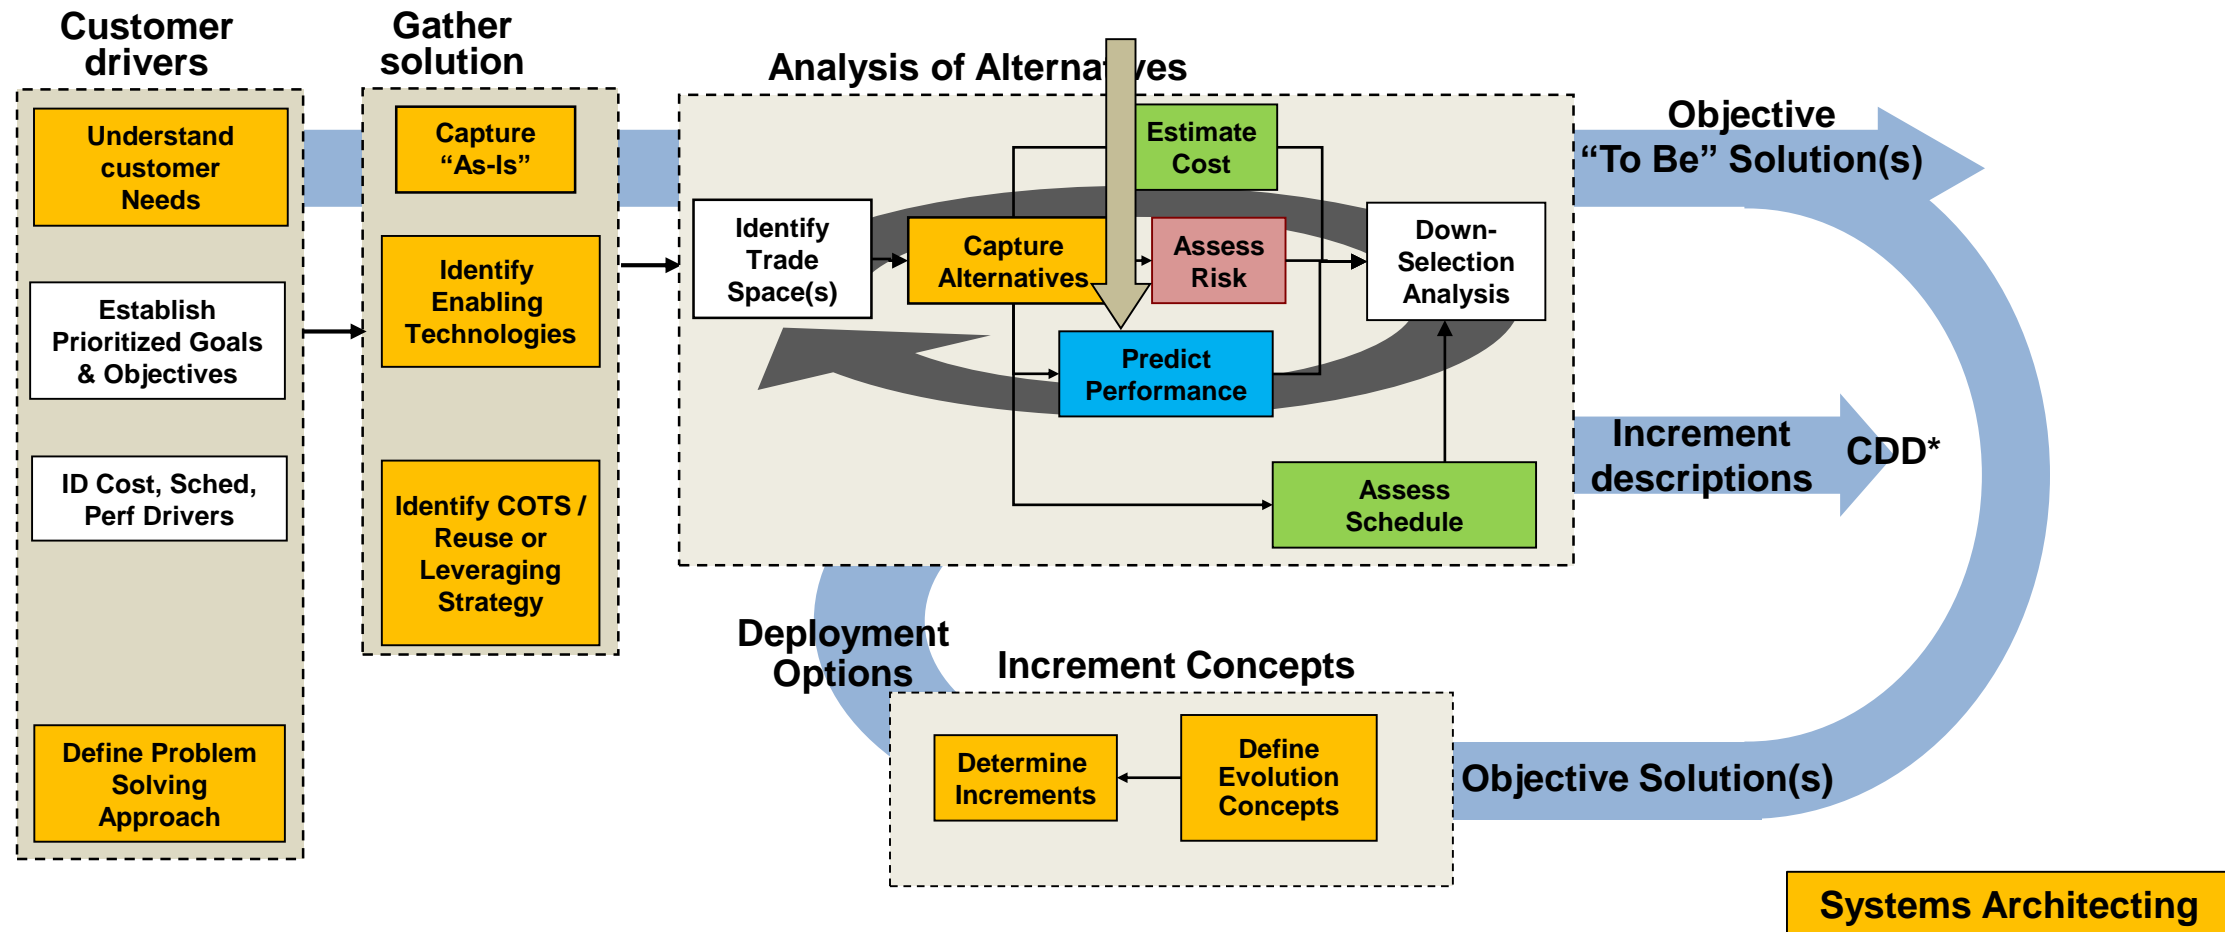 Customer
drivers
Understand
customer
Needs
Establish
Prioritized Goals
& Objectives
ID Cost, Sched,
Perf Drivers
Define Problem
Solving
Approach
Gather
solution
Capture
“As-Is”
Identify
Enabling
Technologies
Identify COTS /
Reuse or
Leveraging
Strategy
Analysis of Alternatives
Identify
Trade
Space(s)
Capture
Alternatives
Estimate
Cost
Assess
Risk
Predict
Performance
Assess
Schedule
Down-
Selection
Analysis
Objective
“To Be” Solution(s)
Increment
descriptions
CDD*
Deployment
Options
Increment Concepts
Determine
Increments
Define
Evolution
Concepts
Objective Solution(s)
Systems Architecting